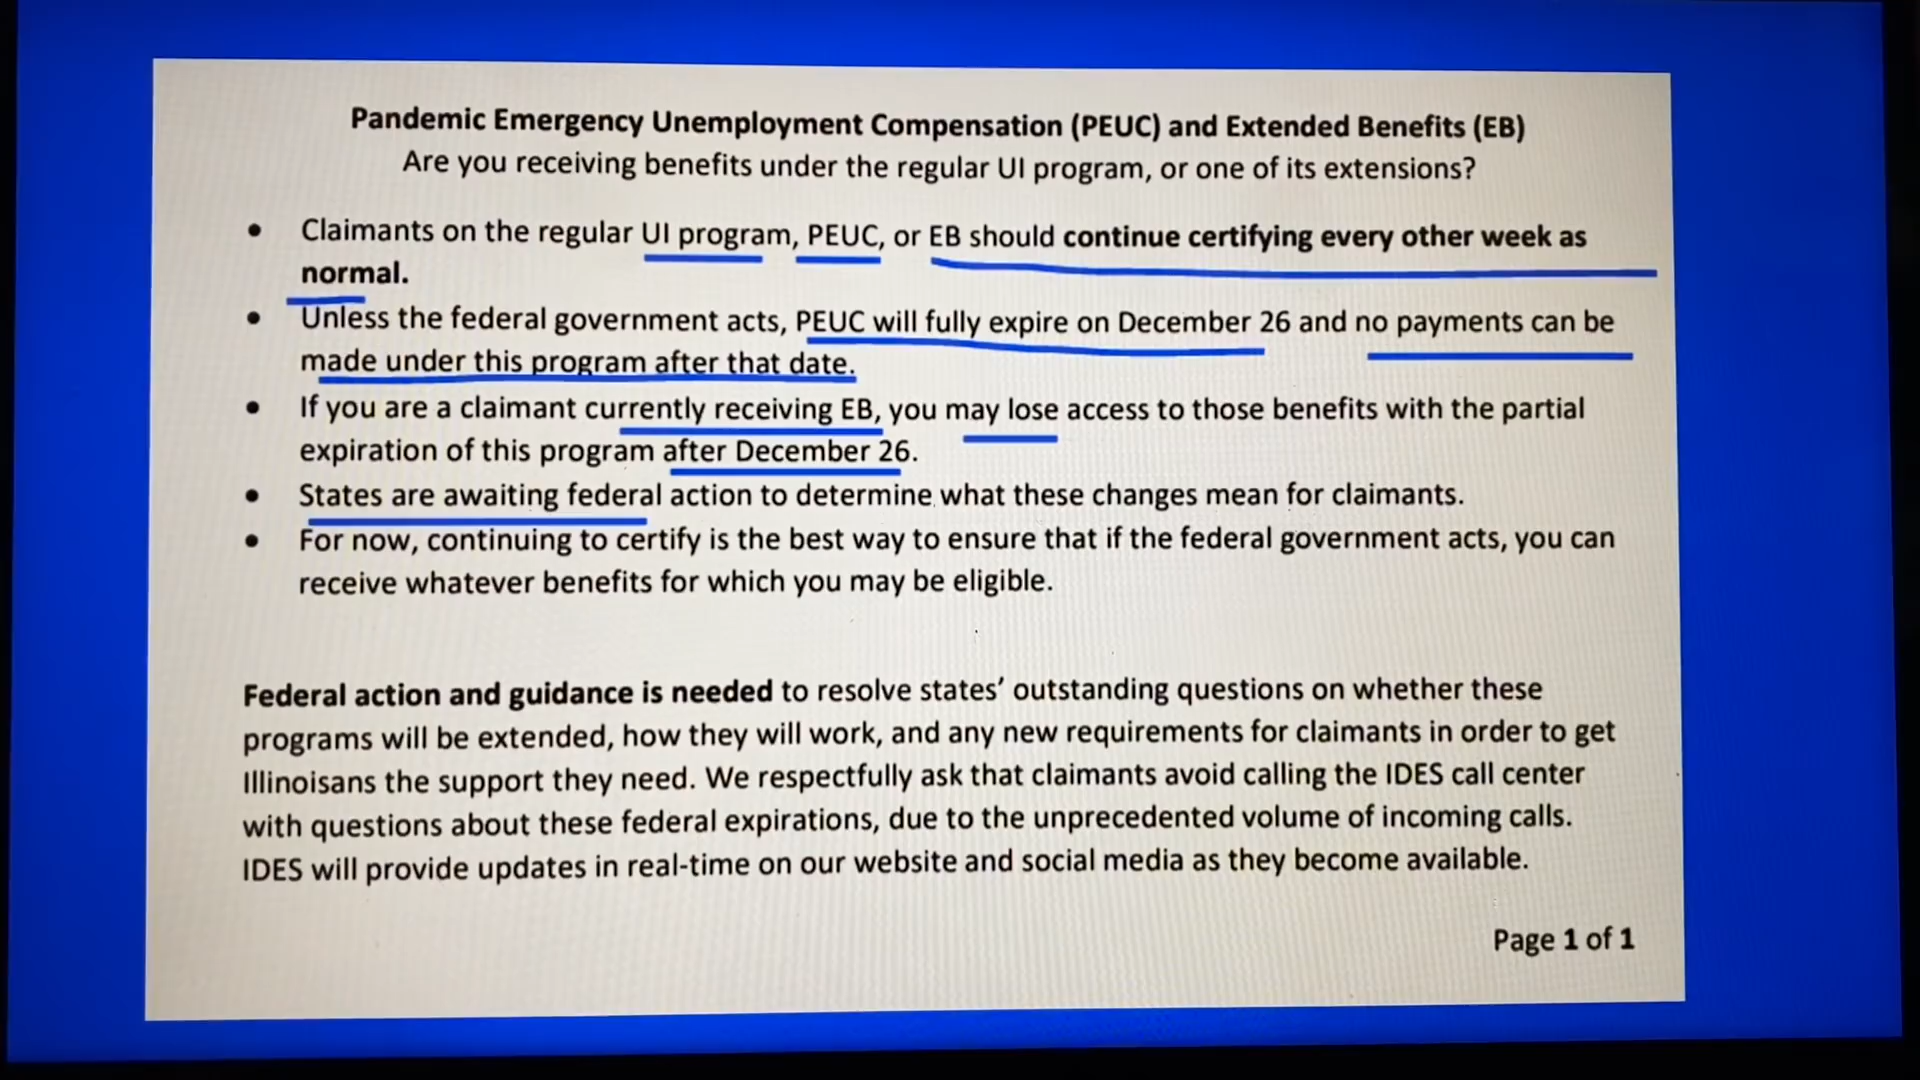 Pandemic Emergency Unemployment Compensation (PEUC) and Extended Benefits (EB)
Are you receiving benefits under the regular UI program, or one of its extensions?
• Claimants on the regular UI program, PEUC, or EB should continue certifying every other week as
normal.
• Unless the federal government acts, PEUC will fully expire on December 26 and no payments can be
made under this program after that date.
• If you are a claimant currently receiving EB, you may lose access to those benefits with the partial
expiration of this program after December 26.
• States are awaiting federal action to determine what these changes mean for claimants.
• For now, continuing to certify is the best way to ensure that if the federal government acts, you can
receive whatever benefits for which you may be eligible.
Federal action and guidance is needed to resolve states’ outstanding questions on whether these
programs will be extended, how they will work, and any new requirements for claimants in order to get
Illinoisans the support they need. We respectfully ask that claimants avoid calling the IDES call center
with questions about these federal expirations, due to the unprecedented volume of incoming calls.
IDES will provide updates in real-time on our website and social media as they become available.
Page 1 of 1